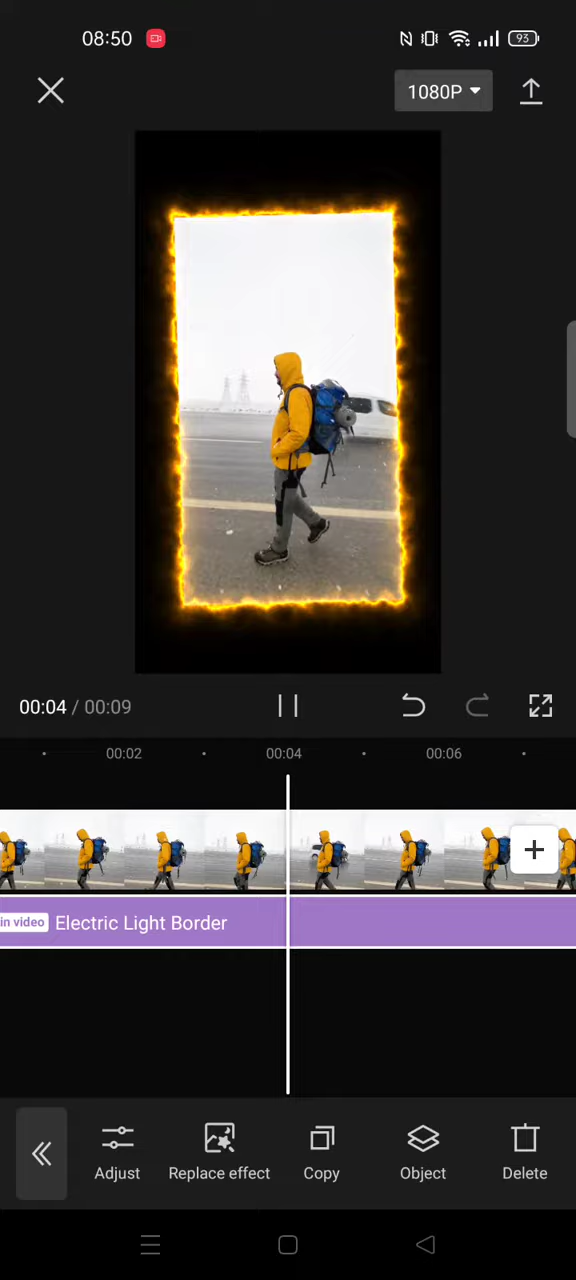 08:50
93
1080P
00:04 / 00:09
00:02
00:04
00:06
in video Electric Light Border
Adjust
Replace effect
Copy
Object
Delete